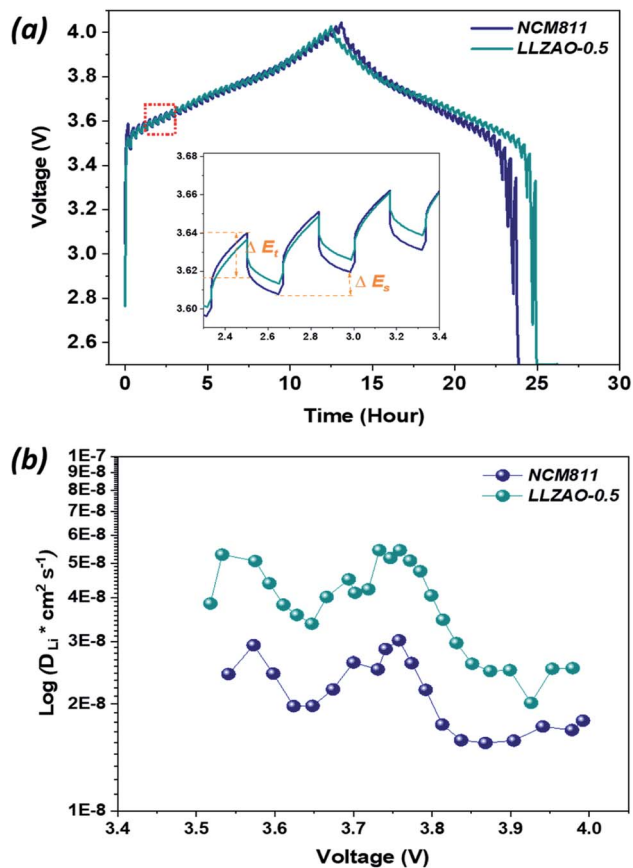 (a)
NCM811
LLZAO-0.5
4.0
3.8
3.6
3.4
3.2
3.0
2.8
2.6
Voltage (V)
3.68
3.66
3.64
3.62
3.60
Δ Et
Δ Es
2.4 2.6 2.8 3.0 3.2 3.4
0 5 10 15 20 25 30
Time (Hour)
(b)
NCM811
LLZAO-0.5
1E-7
9E-8
8E-8
7E-8
6E-8
5E-8
4E-8
3E-8
2E-8
1E-8
Log (DLi * cm² s⁻¹)
3.4 3.5 3.6 3.7 3.8 3.9 4.0
Voltage (V)